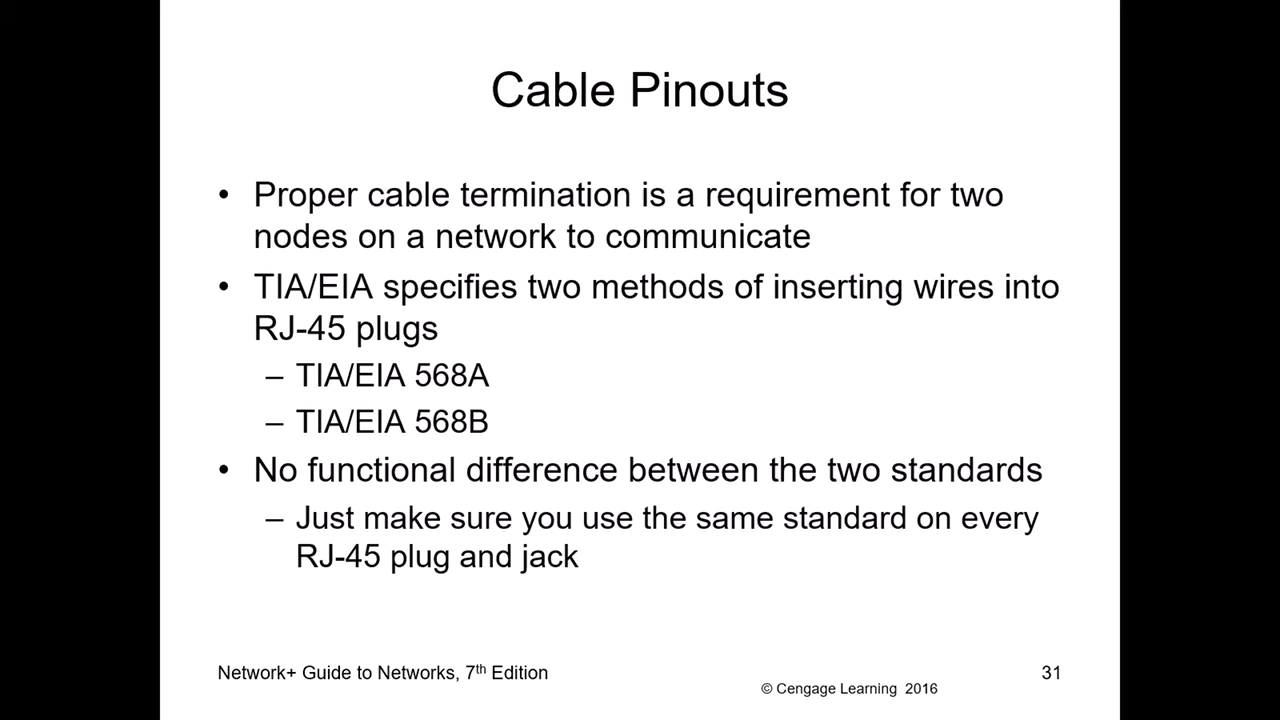 Cable Pinouts
• Proper cable termination is a requirement for two
nodes on a network to communicate
• TIA/EIA specifies two methods of inserting wires into
RJ-45 plugs
– TIA/EIA 568A
– TIA/EIA 568B
• No functional difference between the two standards
– Just make sure you use the same standard on every
RJ-45 plug and jack
Network+ Guide to Networks, 7th Edition
31
© Cengage Learning 2016